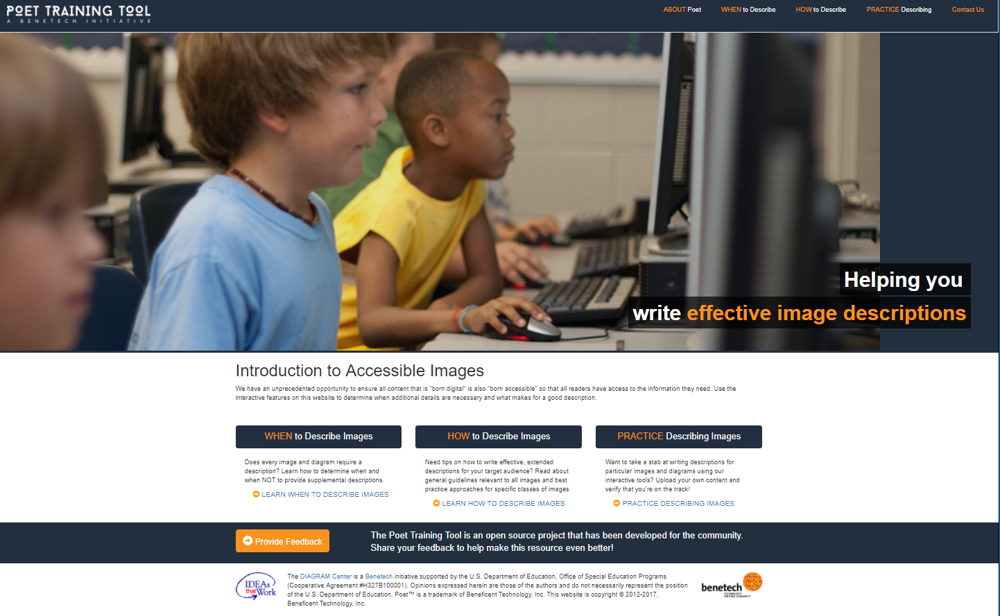 POET TRAINING TOOL
A BENETECH INITIATIVE
ABOUT Poet
WHEN to Describe
HOW to Describe
PRACTICE Describing
Contact Us
Helping you
write effective image descriptions
Introduction to Accessible Images
We have an unprecedented opportunity to ensure all content that is "born digital" is also "born accessible" so that all readers have access to the information they need. Use the
interactive features on this website to determine when additional details are necessary and what makes for a good description.
WHEN to Describe Images
Does every image and diagram require a
description? Learn how to determine when and
when NOT to provide supplemental descriptions.
LEARN WHEN TO DESCRIBE IMAGES
HOW to Describe Images
Need tips on how to write effective, extended
descriptions for your target audience? Read about
general guidelines relevant to all images and best
practice approaches for specific classes of images.
LEARN HOW TO DESCRIBE IMAGES
PRACTICE Describing Images
Want to take a stab at writing descriptions for
particular images and diagrams using our
interactive tools? Upload your own content and
verify that you're on the track!
PRACTICE DESCRIBING IMAGES
Provide Feedback
The Poet Training Tool is an open source project that has been developed for the community.
Share your feedback to help make this resource even better!
IDEAs
that Work
The DIAGRAM Center is a Benetech initiative supported by the U.S. Department of Education, Office of Special Education Programs
(Cooperative Agreement #H327B100001). Opinions expressed herein are those of the authors and do not necessarily represent the position
of the U.S. Department of Education. Poet™ is a trademark of Beneficent Technology, Inc. This website is copyright © 2012-2017,
Beneficent Technology, Inc.
benetech
TECHNOLOGY
SERVING HUMANITY